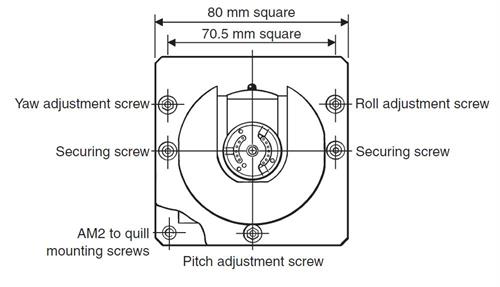 80 mm square
70.5 mm square
Yaw adjustment screw
Roll adjustment screw
Securing screw
Securing screw
AM2 to quill
mounting screws
Pitch adjustment screw